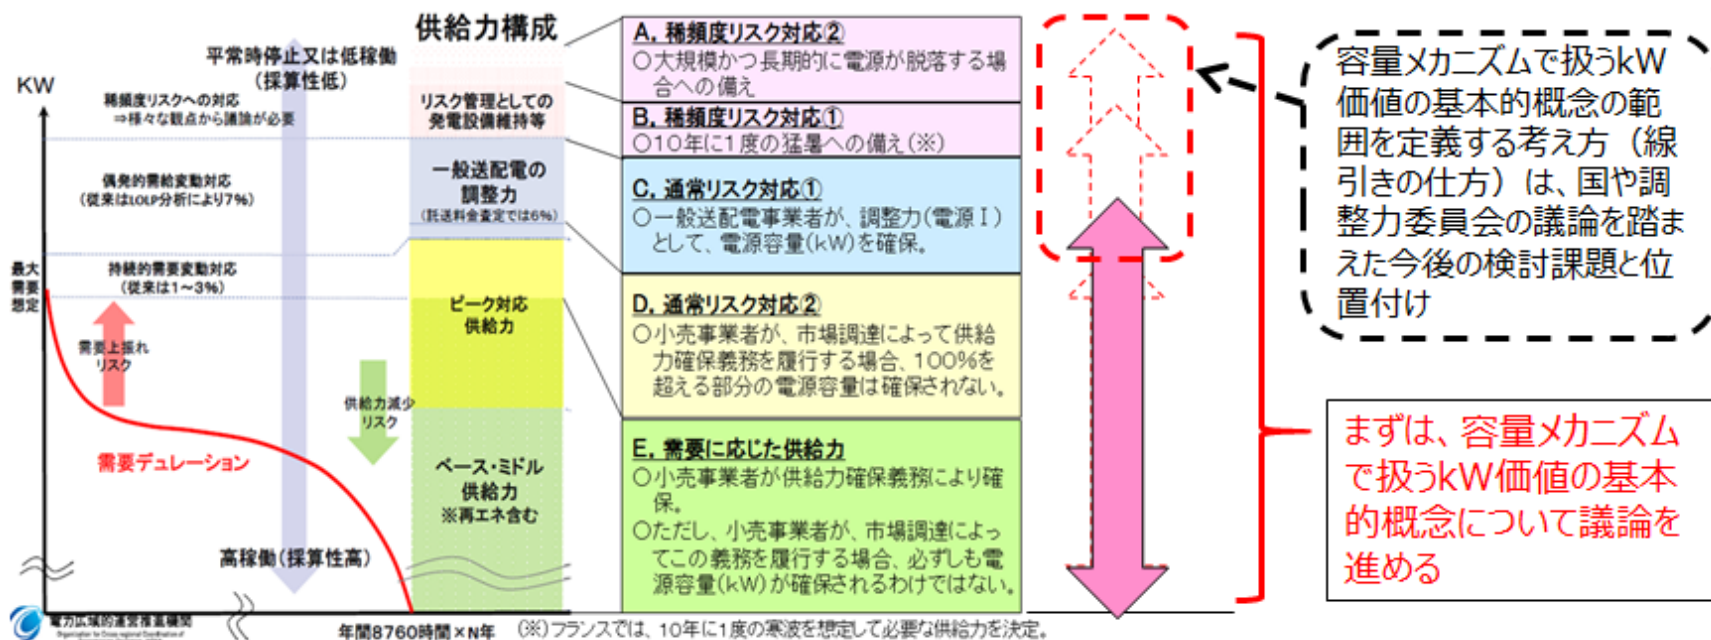 供給力構成
平常時停止又は低稼働
(採算性低)
KW
稀頻度リスクへの対応
⇒様々な観点から議論が必要
偶発的需給変動対応
(従来はLOLP分析により7%)
持続的需要変動対応
(従来は1～3%)
最大
需要
想定
需要上振れ
リスク
供給力減少
リスク
需要デュレーション
高稼働(採算性高)
リスク管理としての
発電設備維持等
一般送配電の
調整力
(託送料金査定では6%)
ピーク対応
供給力
ベース・ミドル
供給力
※再エネ含む
A. 稀頻度リスク対応②
○大規模かつ長期的に電源が脱落する場
合への備え
B. 稀頻度リスク対応①
○10年に1度の猛暑への備え(※)
C. 通常リスク対応①
○一般送配電事業者が、調整力(電源Ⅰ)
として、電源容量(kW)を確保。
D. 通常リスク対応②
○小売事業者が、市場調達によって供給
力確保義務を履行する場合、100%を
超える部分の電源容量は確保されない。
E. 需要に応じた供給力
○小売事業者が供給力確保義務により確
保。
○ただし、小売事業者が、市場調達によっ
てこの義務を履行する場合、必ずしも電
源容量(kW)が確保されるわけではない。
容量メカニズムで扱うkW
価値の基本的概念の範
囲を定義する考え方（線
引きの仕方）は、国や調
整力委員会の議論を踏ま
えた今後の検討課題と位
置付け
まずは、容量メカニズム
で扱うkW価値の基本
的概念について議論を
進める
電力広域的運営推進機関
年間8760時間×N年
(※)フランスでは、10年に1度の寒波を想定して必要な供給力を決定。